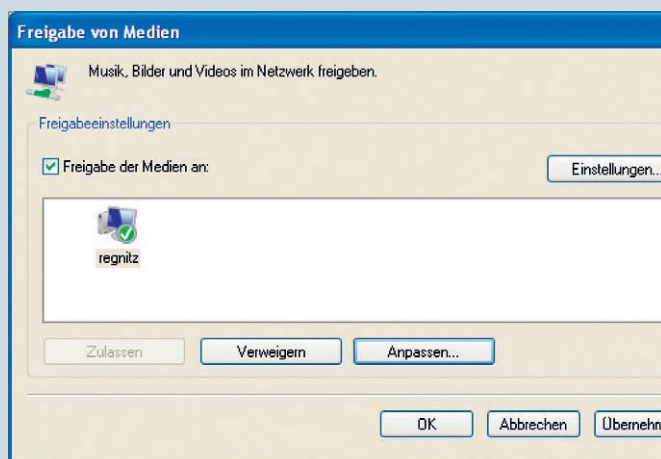 Freigabe von Medien
Musik, Bilder und Videos im Netzwerk freigeben.
Freigabeeinstellungen
Freigabe der Medien an:
Einstellungen...
regnitz
Zulassen
Verweigern
Anpassen...
OK
Abbrechen
Übernehm